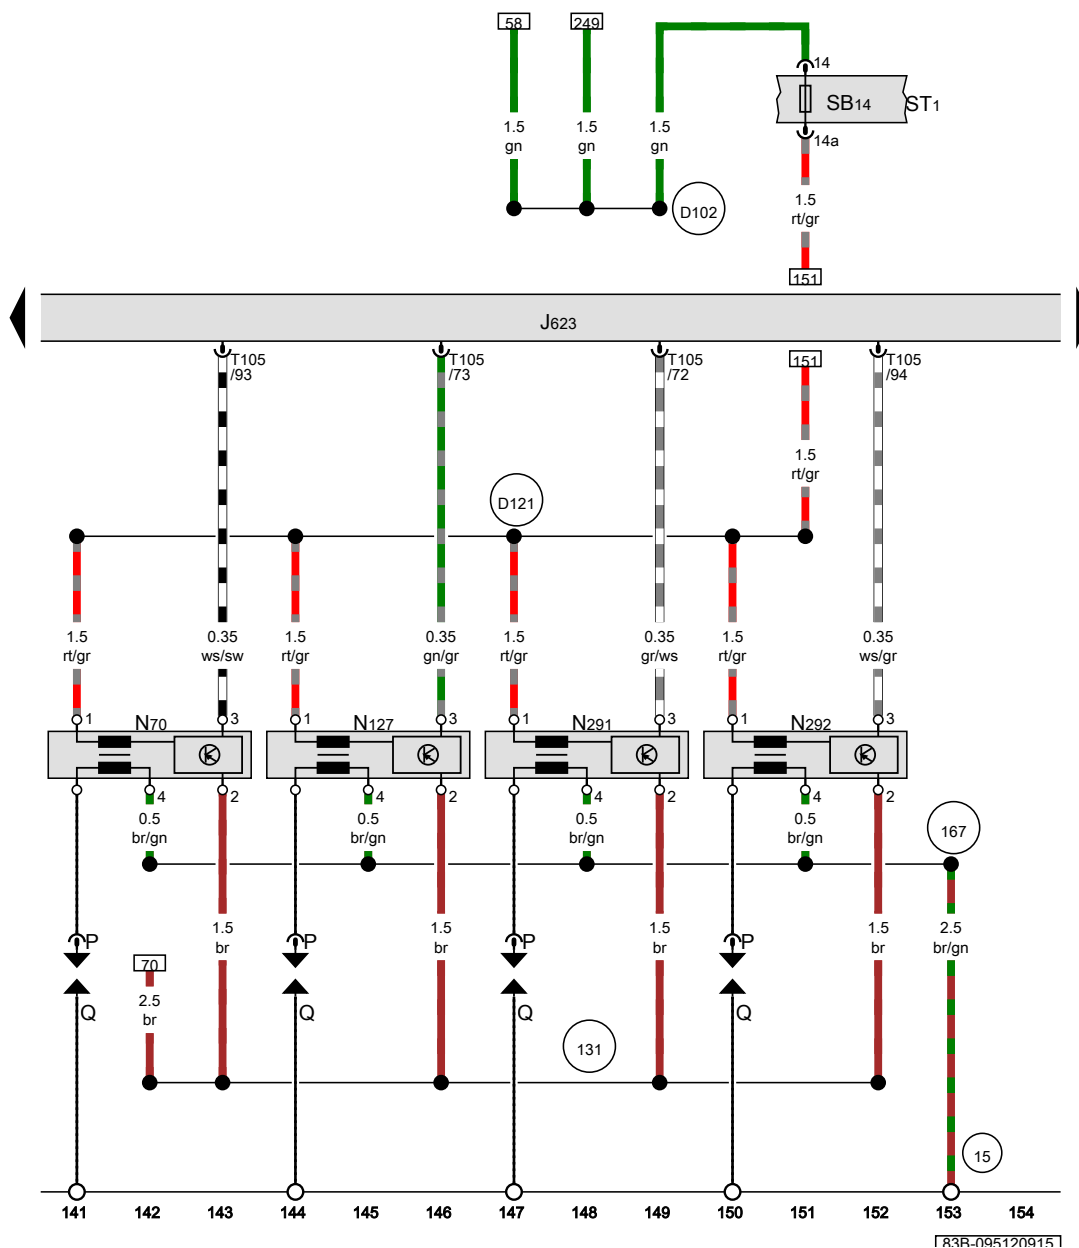 58 249
14
SB14 ST1
14a
1.5 1.5 1.5
gn gn gn
1.5
rt/gr
D102
151
J623
T105 T105 T105 T105
/93 /73 /72 /94
151
1.5
rt/gr
D121
1.5 0.35 1.5 0.35 1.5 0.35 1.5 0.35
rt/gr ws/sw rt/gr gn/gr rt/gr gr/ws rt/gr ws/gr
1 N70 3 1 N127 3 1 N291 3 1 N292 3
4 2 4 2 4 2 4 2
0.5 0.5 0.5 0.5
br/gn br/gn br/gn br/gn
167
1.5 1.5 1.5 1.5 2.5
br br br br br/gn
P P P P
70
2.5
br
Q Q Q Q
131
15
141 142 143 144 145 146 147 148 149 150 151 152 153 154
83B-095120915